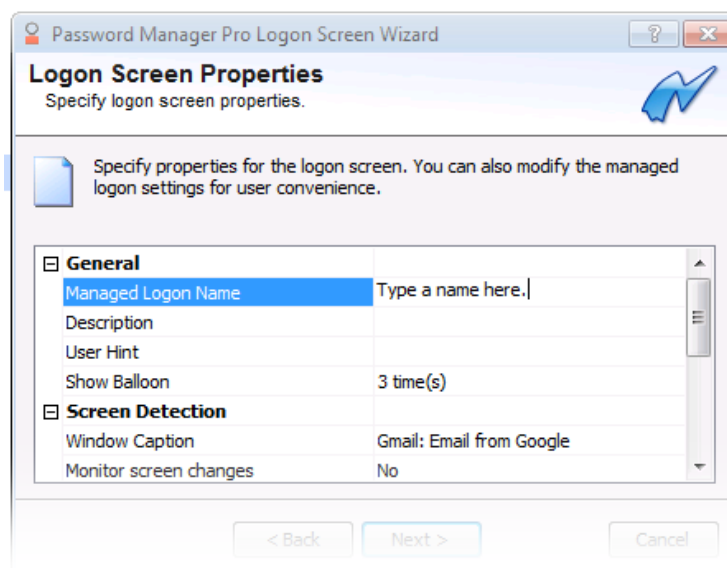 Password Manager Pro Logon Screen Wizard
Logon Screen Properties
Specify logon screen properties.
Specify properties for the logon screen. You can also modify the managed
logon settings for user convenience.
General
Managed Logon Name Type a name here.
Description
User Hint
Show Balloon 3 time(s)
Screen Detection
Window Caption Gmail: Email from Google
Monitor screen changes No
< Back Next > Cancel